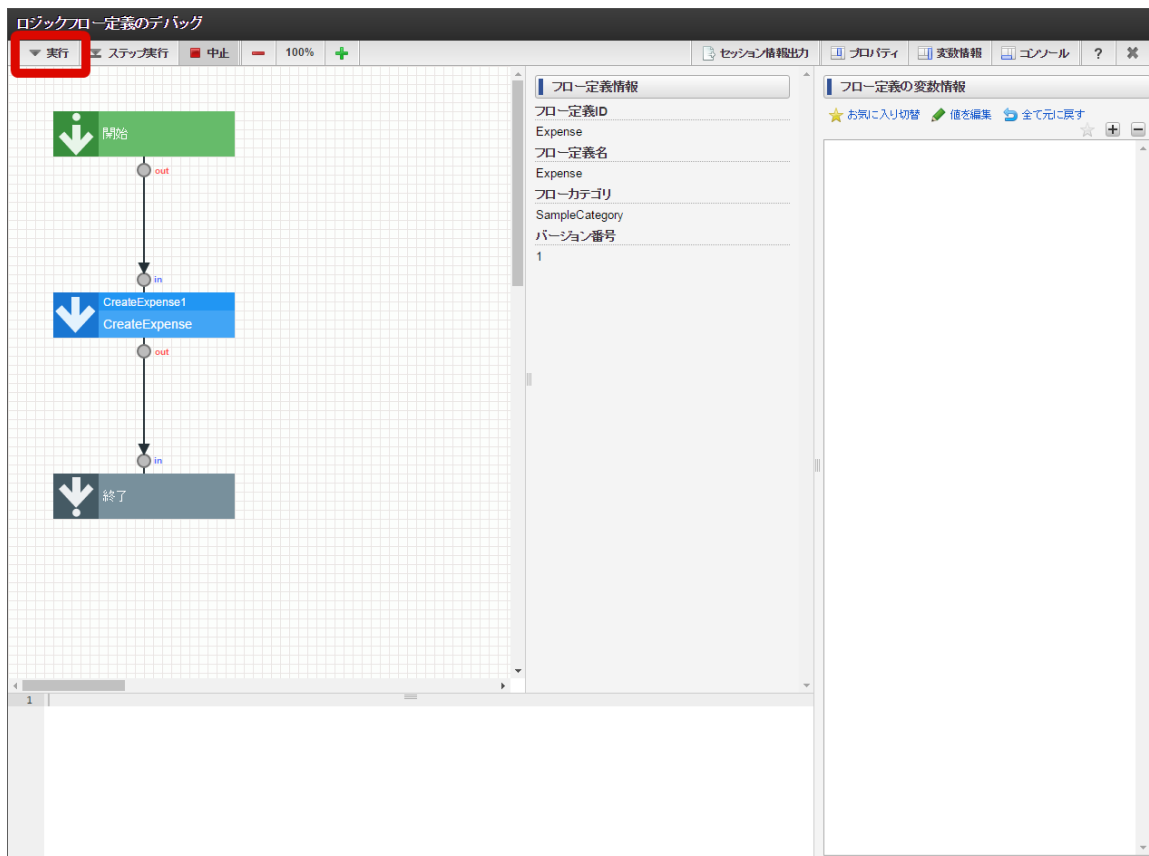 ロジックフロー定義のデバッグ
実行 ステップ実行 中止 100% セッション情報出力 プロパティ 変数情報 コンソール ?
開始
out
in
CreateExpense1
CreateExpense
out
in
終了
フロー定義情報
フロー定義ID
Expense
フロー定義名
Expense
フローカテゴリ
SampleCategory
バージョン番号
1
フロー定義の変数情報
お気に入り切替 値を編集 全て元に戻す
1